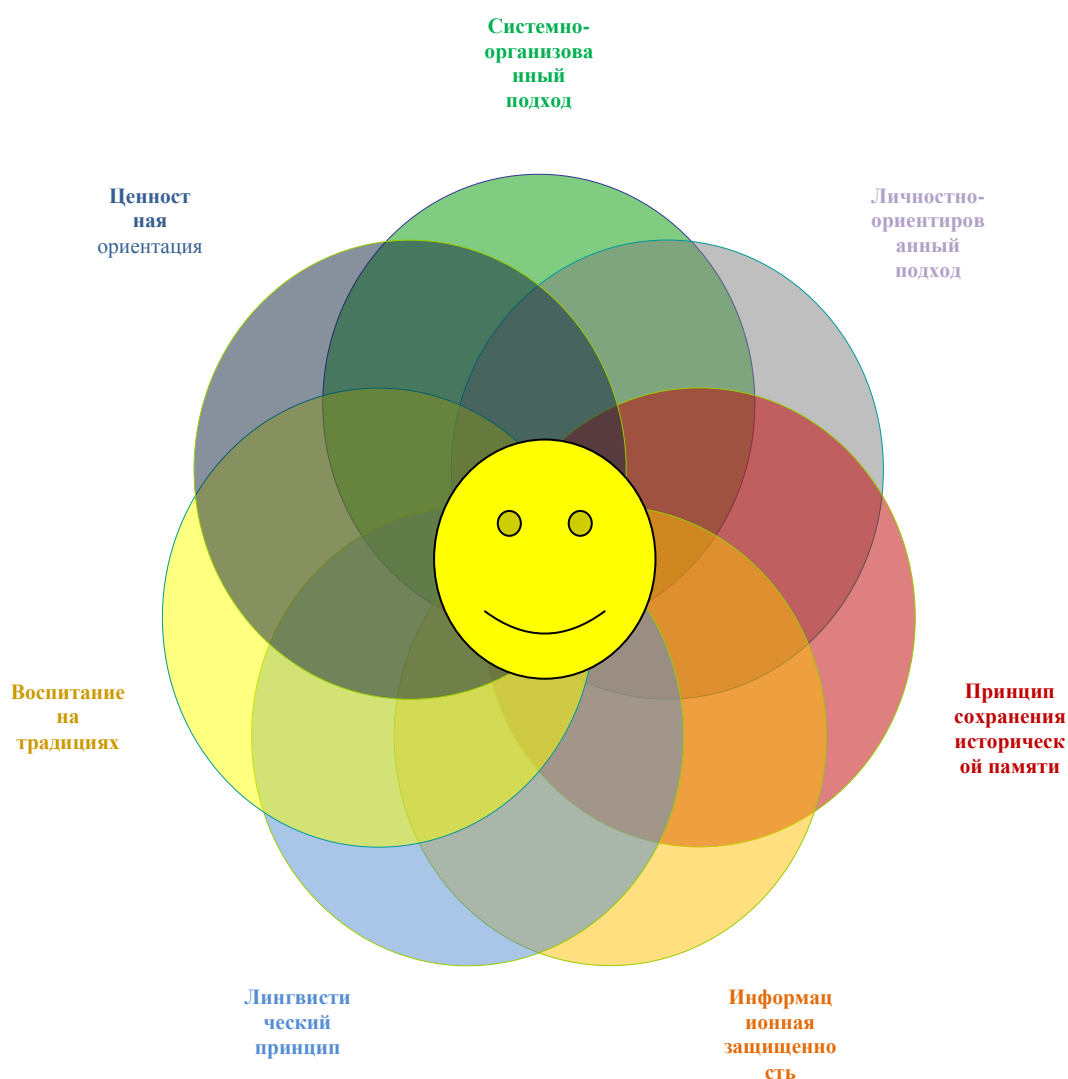 Системно-
организова
нный
подход
Ценност
ная
ориентация
Личностно-
ориентиров
анный
подход
Воспитание
на
традициях
Принцип
сохранения
историческ
ой памяти
Лингвисти
ческий
принцип
Информац
ионная
защищенно
сть